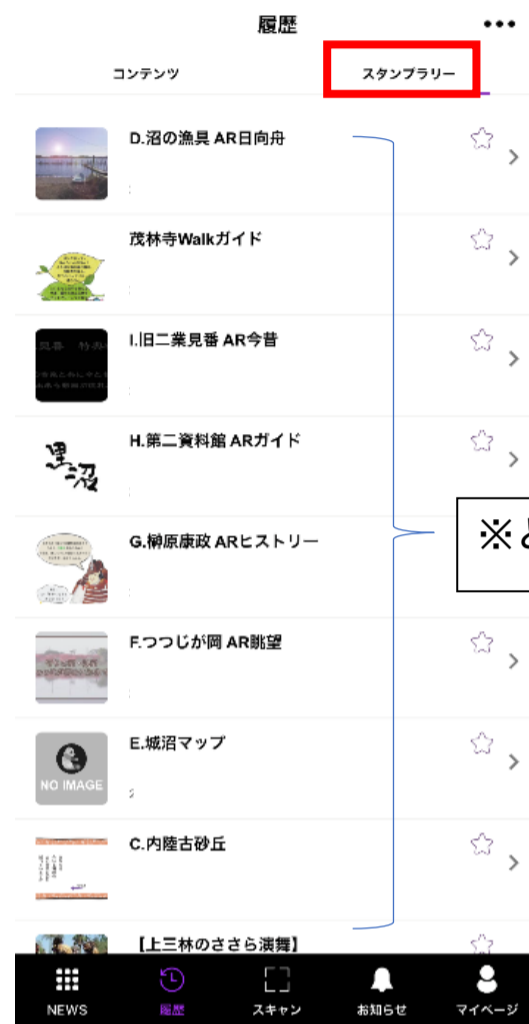 履歴
コンテンツ
スタンプラリー
D.沼の漁具 AR日向舟
茂林寺Walkガイド
I.旧二業見番 AR今昔
H.第二資料館 ARガイド
黒沼
G.榊原康政 ARヒストリー
※と
F.つつじが岡 AR眺望
E.城沼マップ
NO IMAGE
C.内陸古砂丘
【上三林のささら演舞】
NEWS
履歴
スキャン
お知らせ
マイページ